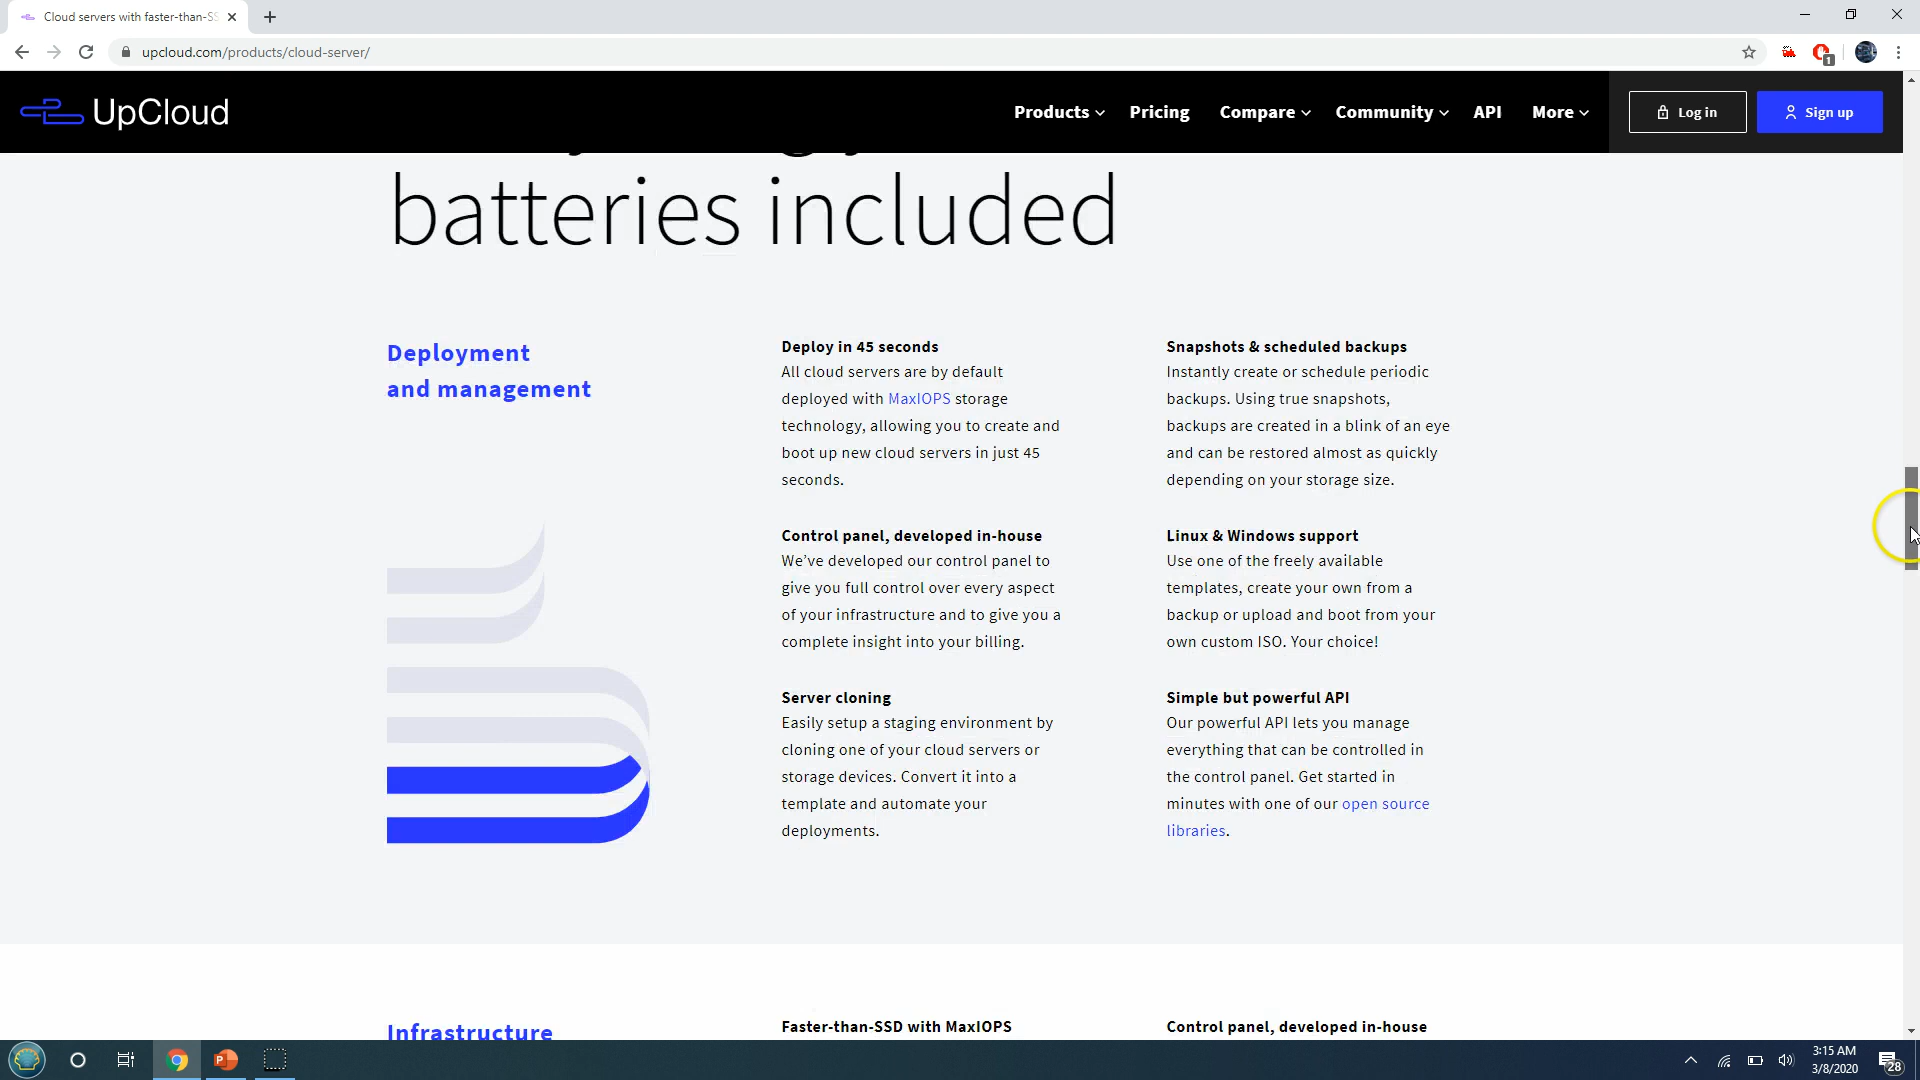 Cloud servers with faster-than-SS
upcloud.com/products/cloud-server/
1
UpCloud
Products
Pricing
Compare
Community
API
More
Log in
Sign up
batteries included
Deployment
and management
Deploy in 45 seconds
All cloud servers are by default
deployed with MaxIOPS storage
technology, allowing you to create and
boot up new cloud servers in just 45
seconds.
Snapshots & scheduled backups
Instantly create or schedule periodic
backups. Using true snapshots,
backups are created in a blink of an eye
and can be restored almost as quickly
depending on your storage size.
Control panel, developed in-house
We've developed our control panel to
give you full control over every aspect
of your infrastructure and to give you a
complete insight into your billing.
Linux & Windows support
Use one of the freely available
templates, create your own from a
backup or upload and boot from your
own custom ISO. Your choice!
Server cloning
Easily setup a staging environment by
cloning one of your cloud servers or
storage devices. Convert it into a
template and automate your
deployments.
Simple but powerful API
Our powerful API lets you manage
everything that can be controlled in
the control panel. Get started in
minutes with one of our open source
libraries.
Infrastructure
Faster-than-SSD with MaxIOPS
Control panel, developed in-house
3:15 AM
3/8/2020
28